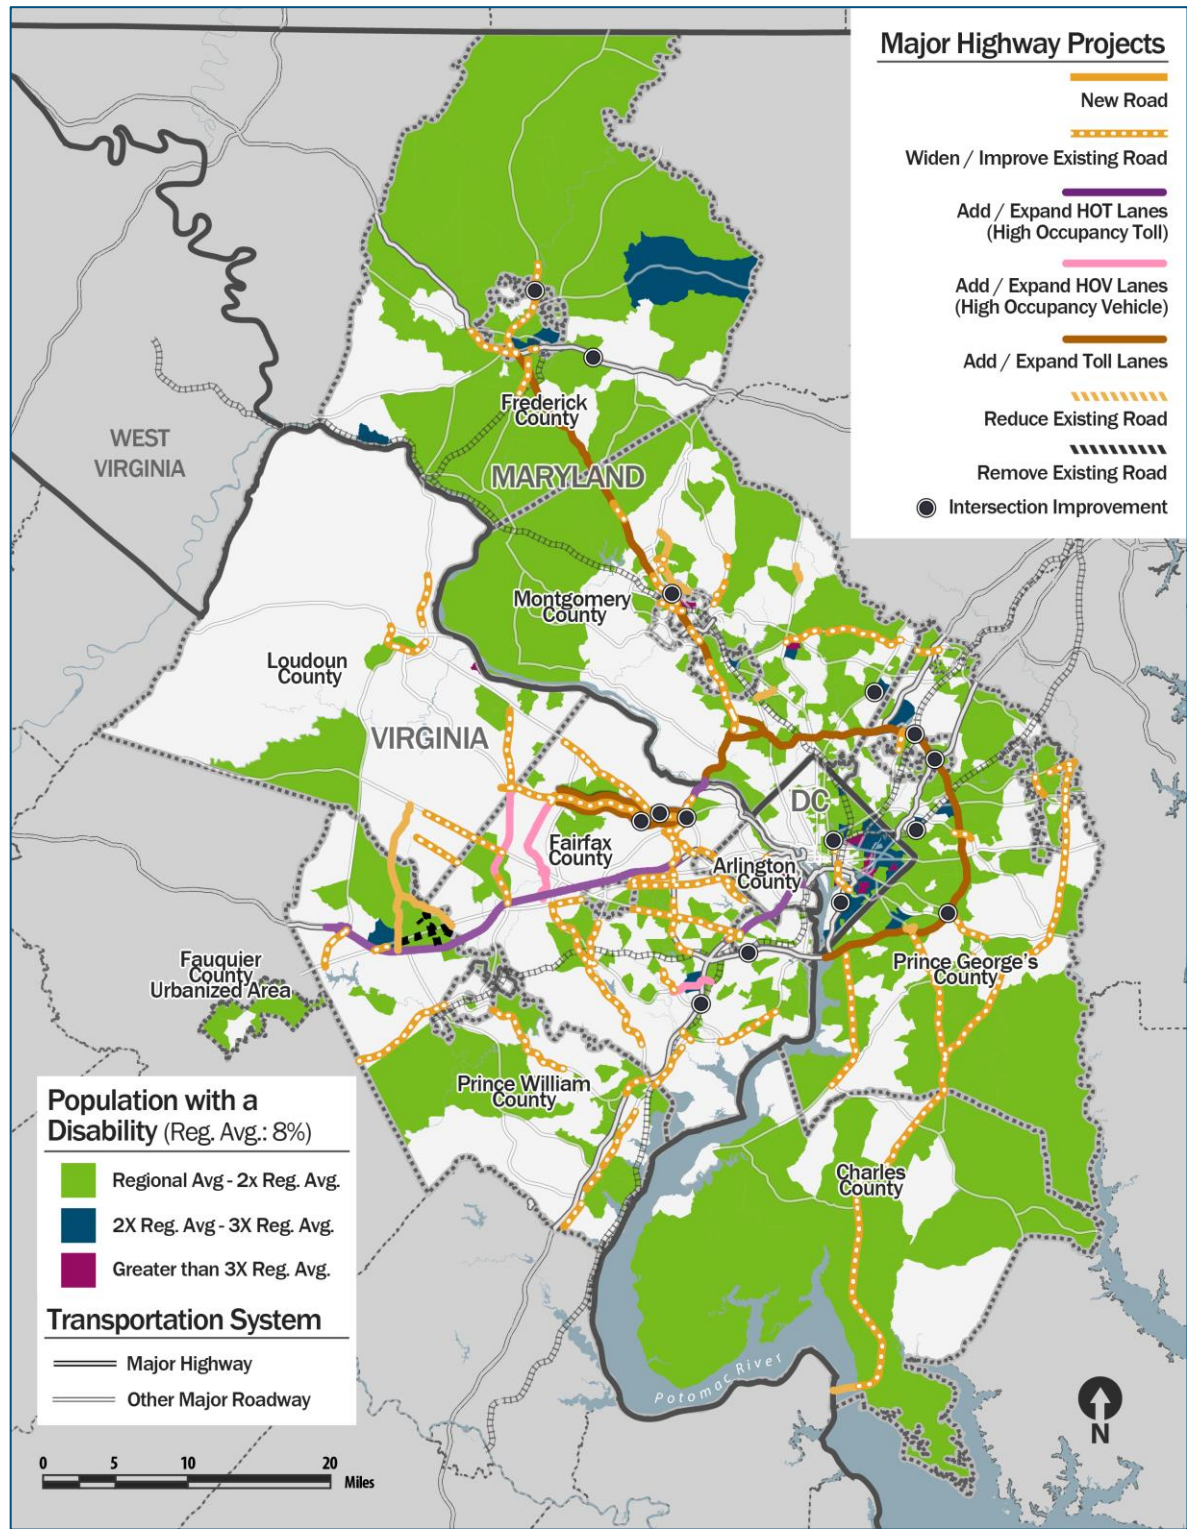 Major Highway Projects
New Road
Widen / Improve Existing Road
Add / Expand HOT Lanes
(High Occupancy Toll)
Add / Expand HOV Lanes
(High Occupancy Vehicle)
Add / Expand Toll Lanes
Reduce Existing Road
Remove Existing Road
Intersection Improvement
Frederick
County
WEST
VIRGINIA
MARYLAND
Montgomery
County
Loudoun
County
VIRGINIA
DC
Fairfax
County
Arlington
County
Fauquier
County
Urbanized Area
Prince George's
County
Prince William
County
Charles
County
Potomac River
Population with a
Disability (Reg. Avg.: 8%)
Regional Avg - 2x Reg. Avg.
2X Reg. Avg - 3X Reg. Avg.
Greater than 3X Reg. Avg.
Transportation System
Major Highway
Other Major Roadway
0 5 10 20
Miles
N